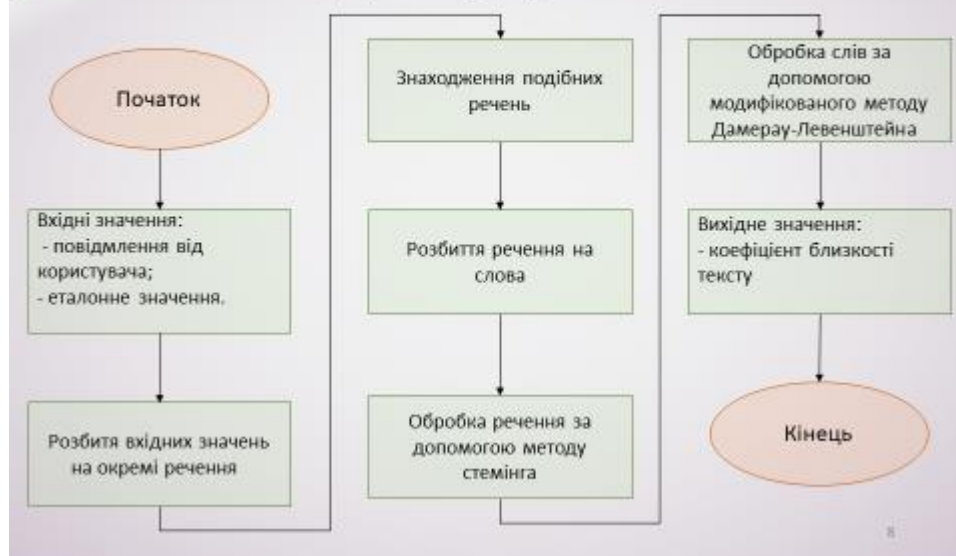 Початок
Вхідні значення:
- повідмлення від
користувача;
- еталонне значення.
Розбитя вхідних значень
на окремі речення
Знаходження подібних
речень
Розбиття речення на
слова
Обробка речення за
допомогою методу
стемінга
Обробка слів за
допомогою
модифікованого методу
Дамерау-Левенштейна
Вихідне значення:
- коефіцієнт близкості
тексту
Кінець
8